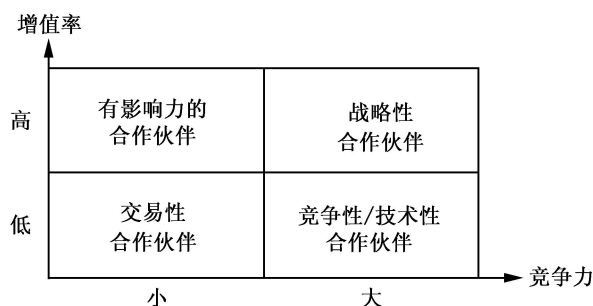 增值率
高
有影响力的
合作伙伴
战略性
合作伙伴
低
交易性
合作伙伴
竞争性/技术性
合作伙伴
小
大
竞争力